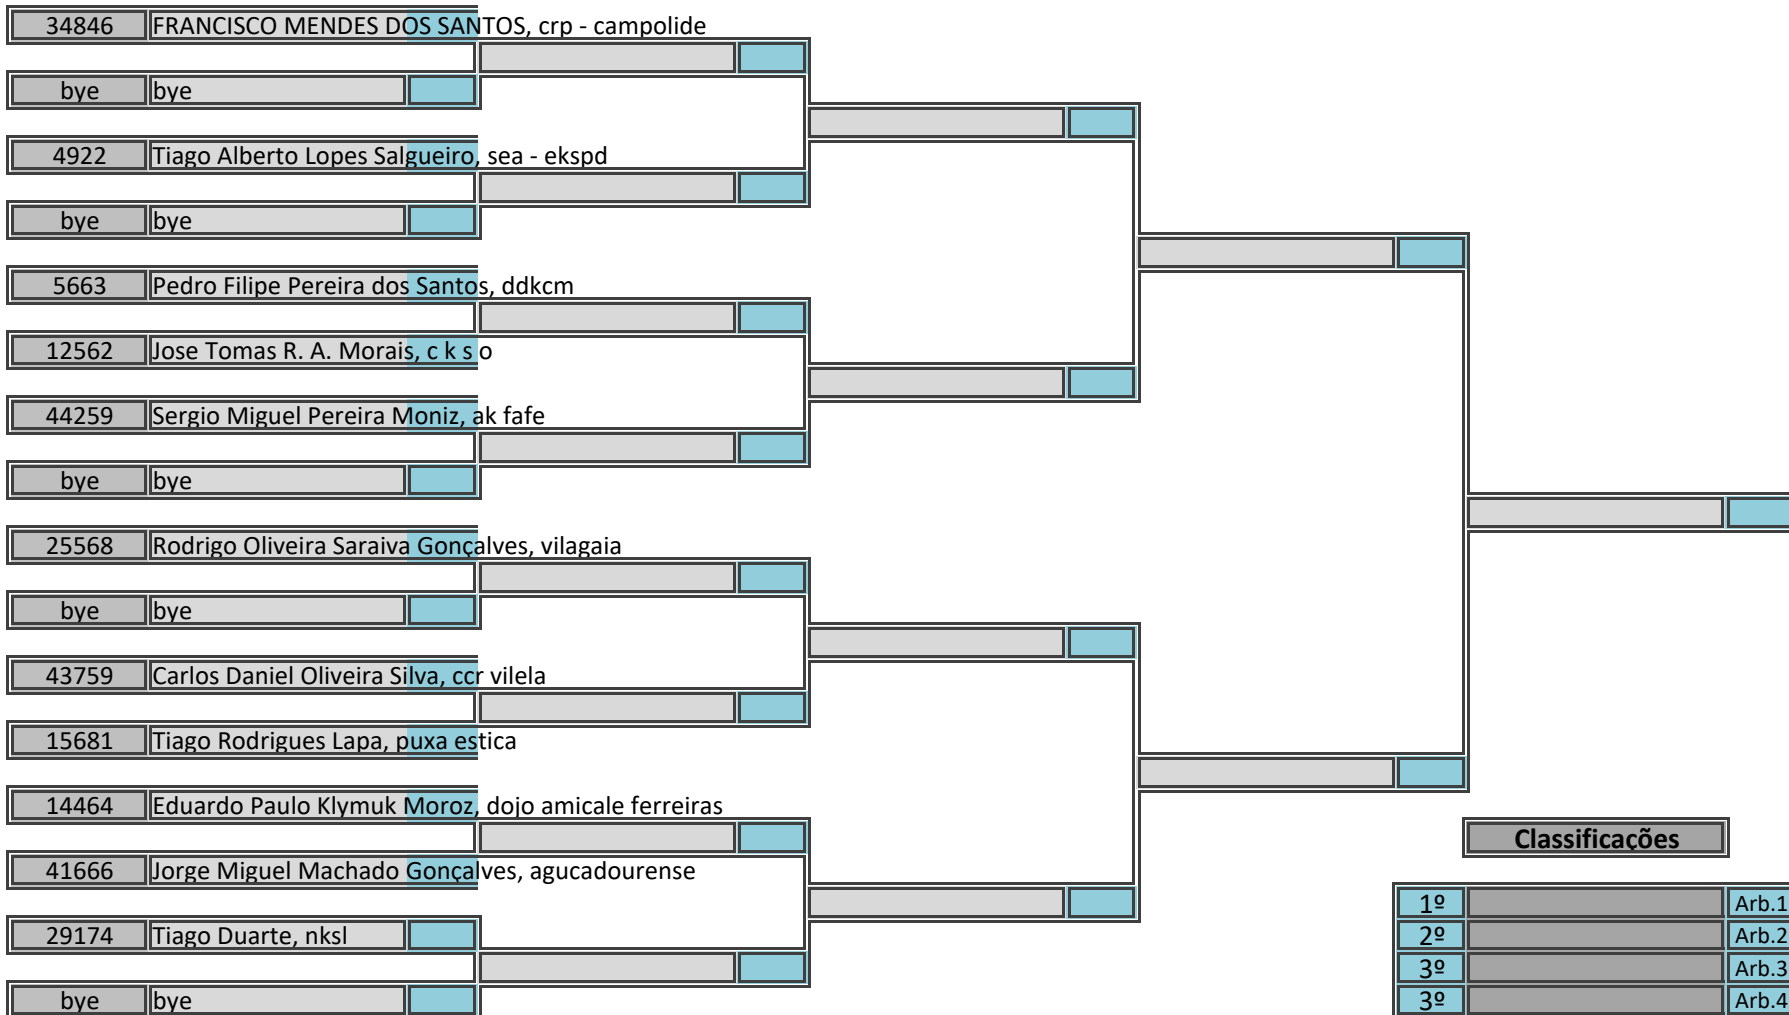 34846 FRANCISCO MENDES DOS SANTOS, crp - campolide
bye bye
4922 Tiago Alberto Lopes Salgueiro, sea - ekspd
bye bye
5663 Pedro Filipe Pereira dos Santos, ddkcm
12562 Jose Tomas R. A. Morais, c k s o
44259 Sergio Miguel Pereira Moniz, ak fafe
bye bye
25568 Rodrigo Oliveira Saraiva Gonçalves, vilagaia
bye bye
43759 Carlos Daniel Oliveira Silva, ccr vilela
15681 Tiago Rodrigues Lapa, puxa estica
14464 Eduardo Paulo Klymuk Moroz, dojo amicale ferreiras
41666 Jorge Miguel Machado Gonçalves, agucadourense
29174 Tiago Duarte, nksl
bye bye
Classificações
1º Arb.1
2º Arb.2
3º Arb.3
3º Arb.4